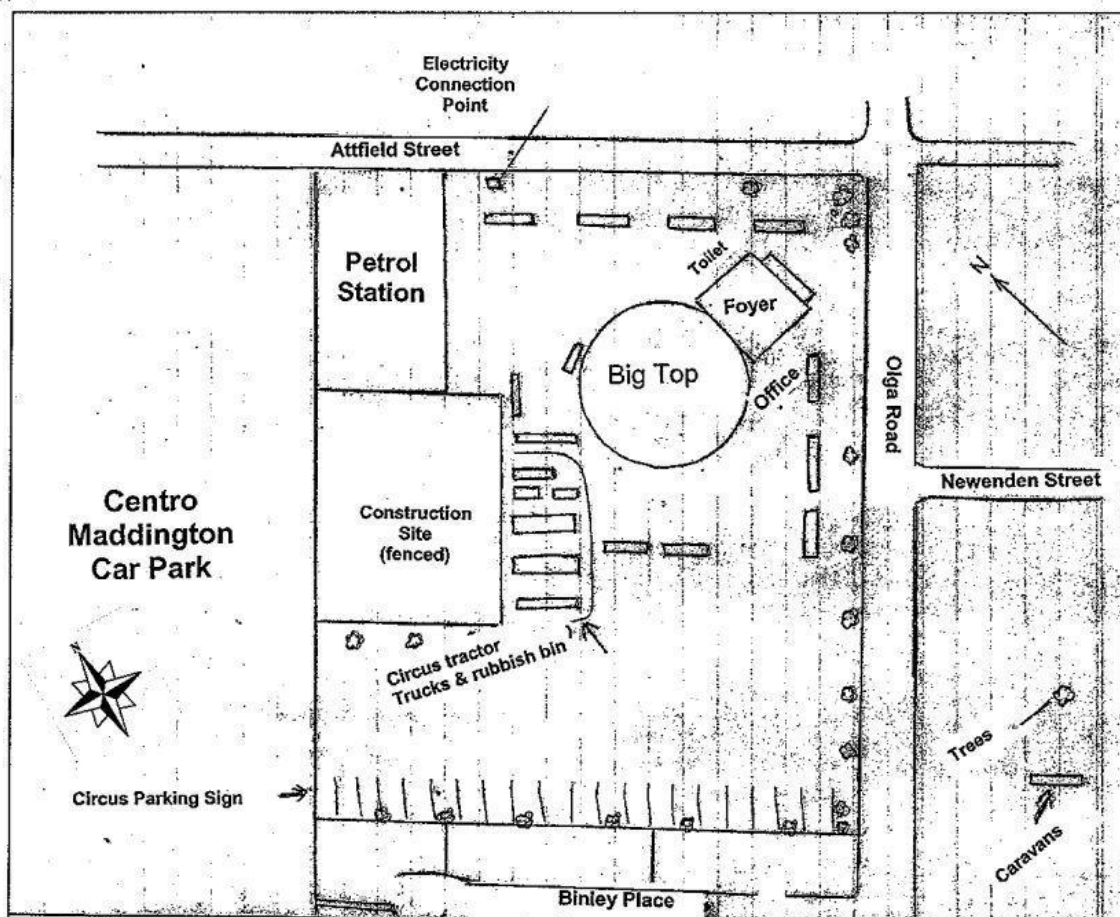 Electricity
Connection
Point
Attfield Street
Petrol
Station
Toilet
Foyer
N
Big Top
Office
Olga Road
Newenden Street
Centro
Maddington
Car Park
Construction
Site
(fenced)
Circus tractor
Trucks & rubbish bin
Trees
Circus Parking Sign
Caravans
Binley Place